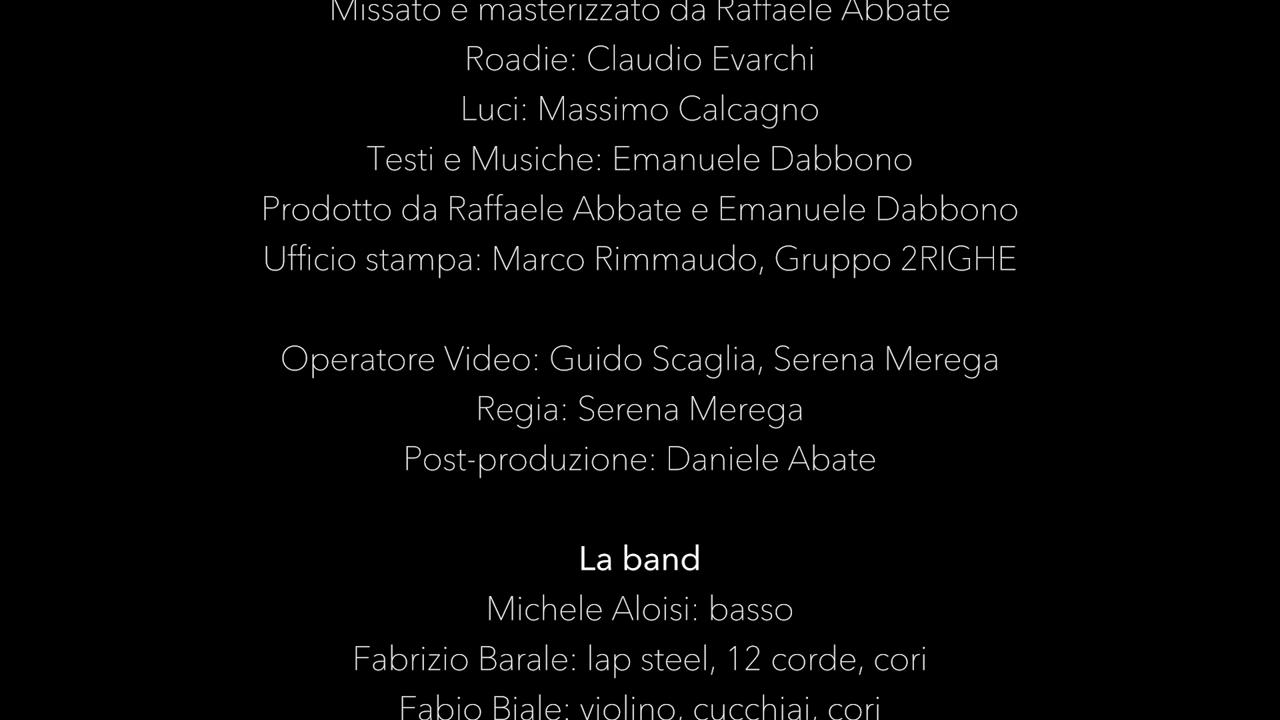 Missato e masterizzato da Raffaele Abbate
Roadie: Claudio Evarchi
Luci: Massimo Calcagno
Testi e Musiche: Emanuele Dabbono
Prodotto da Raffaele Abbate e Emanuele Dabbono
Ufficio stampa: Marco Rimmaudo, Gruppo 2RIGHE
Operatore Video: Guido Scaglia, Serena Merega
Regia: Serena Merega
Post-produzione: Daniele Abate
La band
Michele Aloisi: basso
Fabrizio Barale: lap steel, 12 corde, cori
Fabio Biale: violino, cucchiai, cori